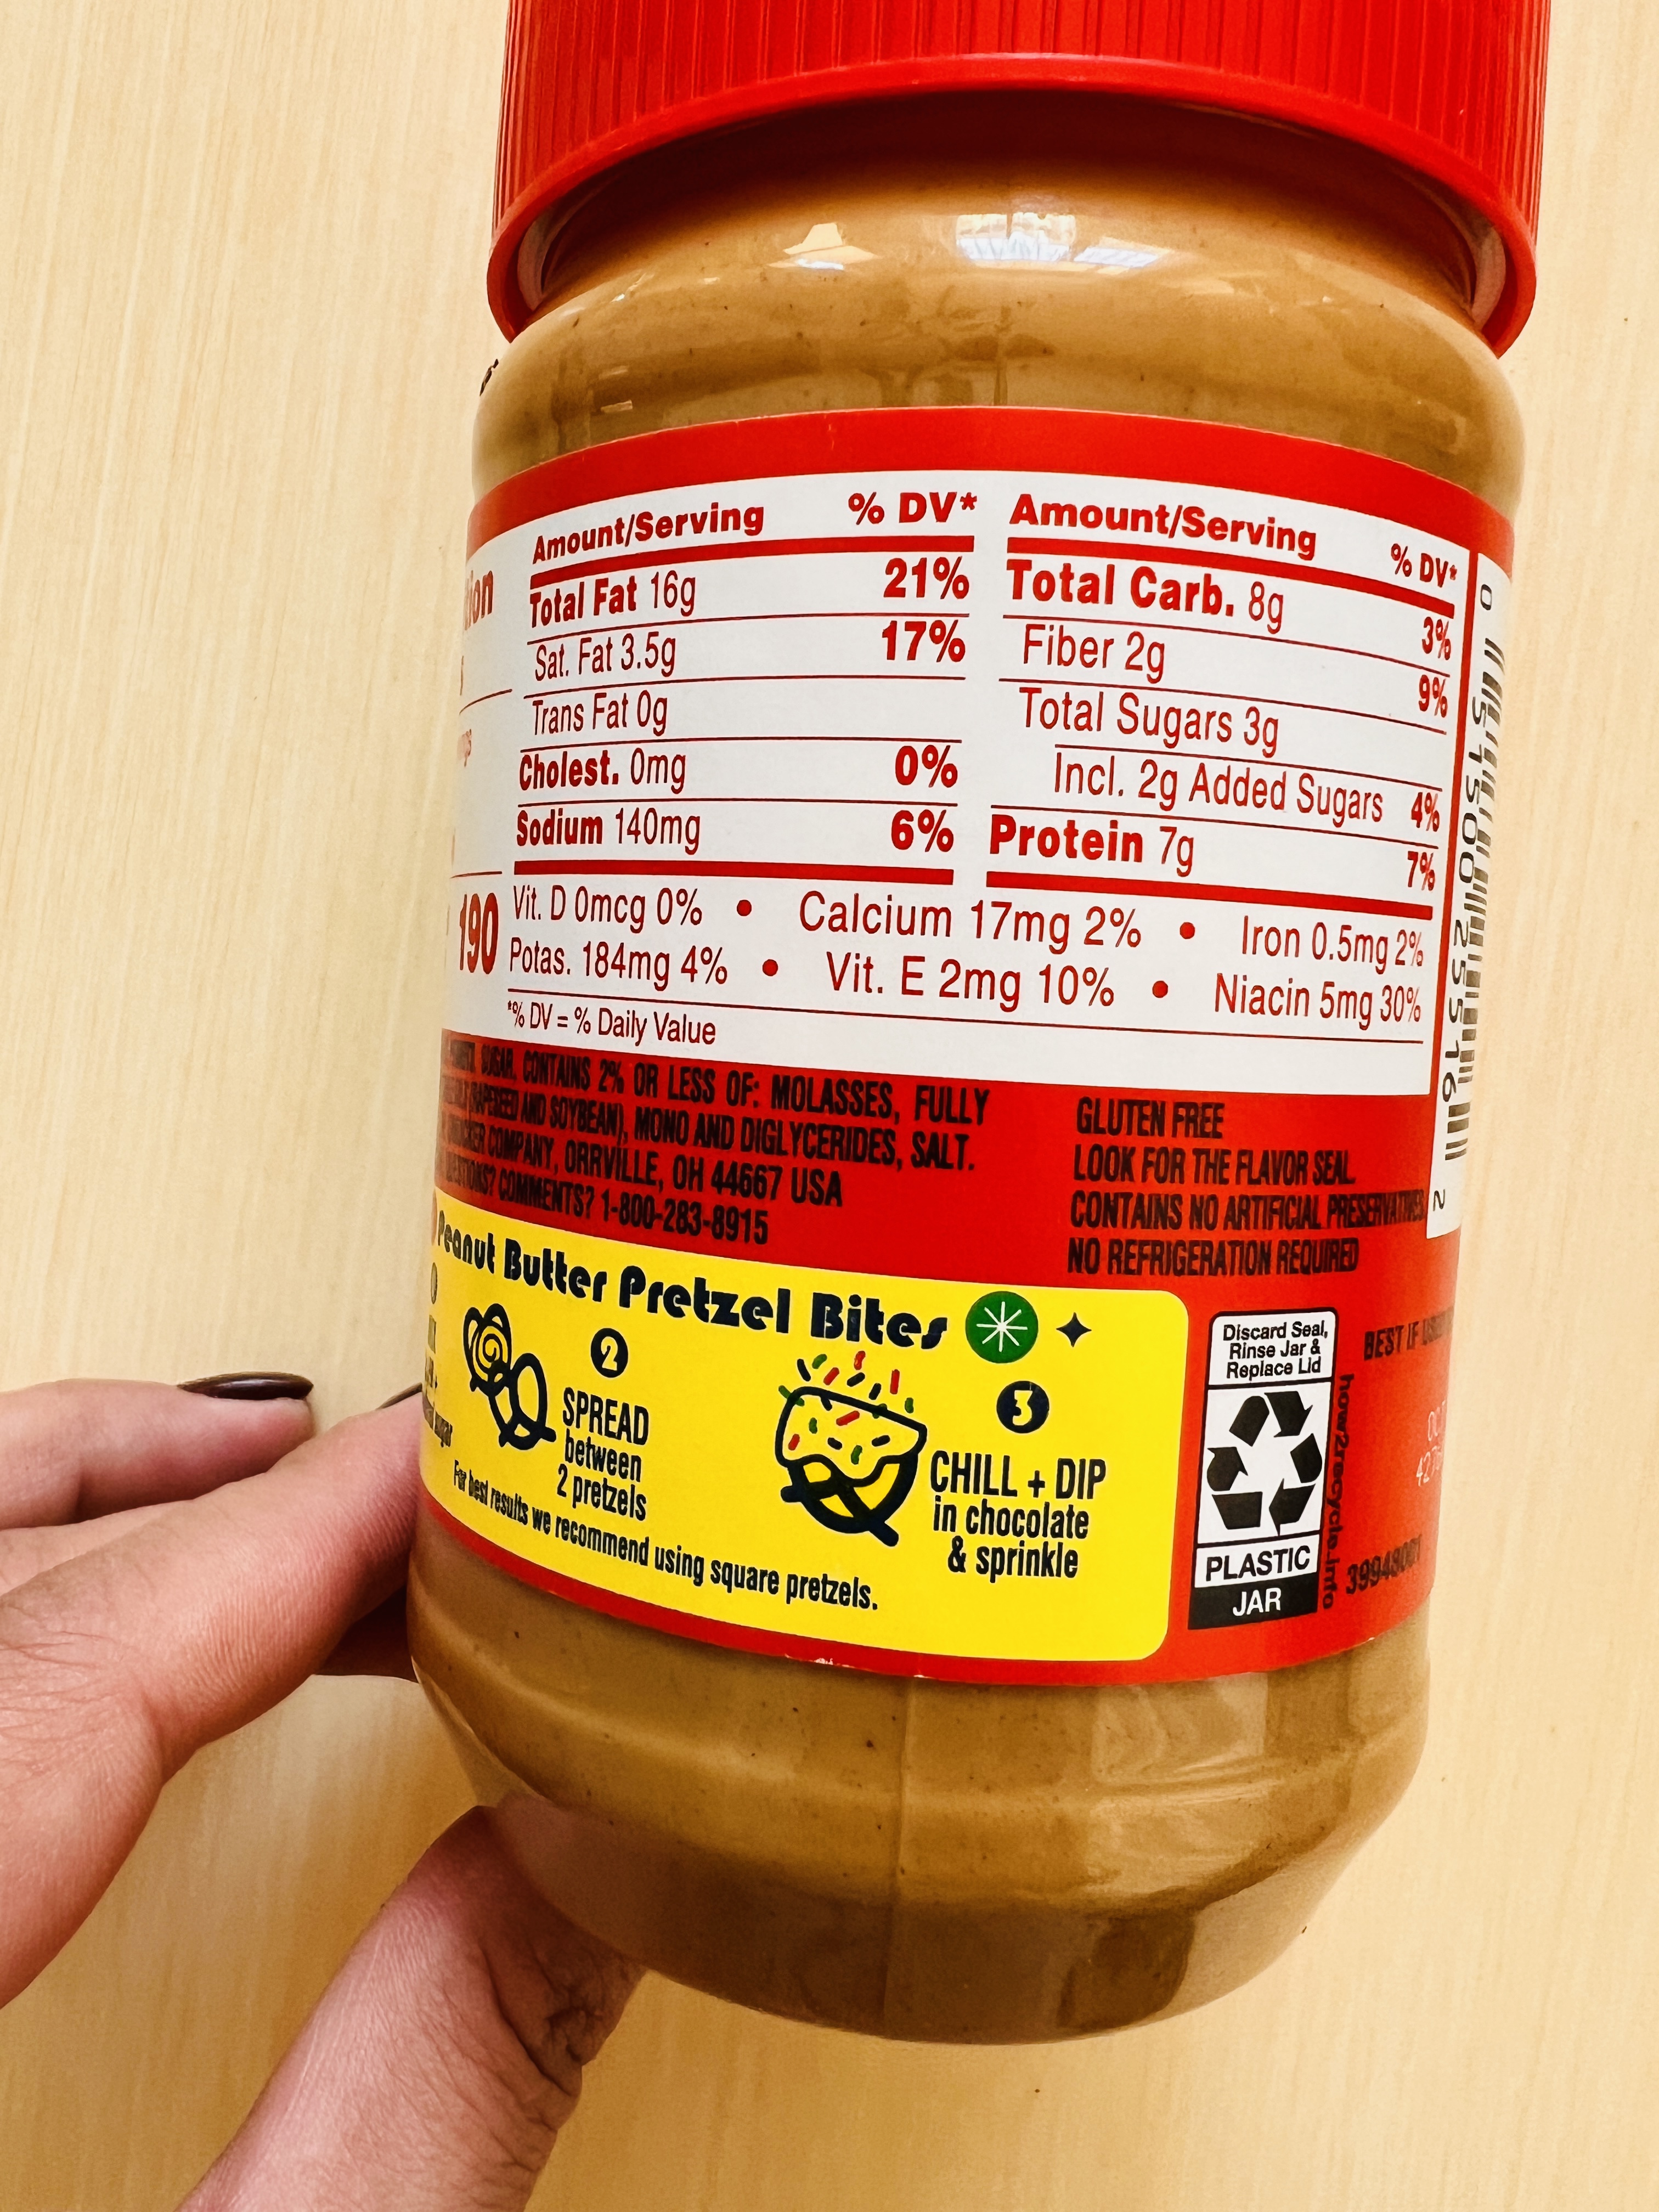 Amount/Serving % DV*
Total Fat 16g 21%
Sat. Fat 3.5g 17%
Trans Fat 0g
Cholest. 0mg 0%
Sodium 140mg 6%
Amount/Serving % DV*
Total Carb. 8g 3%
Fiber 2g 9%
Total Sugars 3g
Incl. 2g Added Sugars 4%
Protein 7g 7%
190
Vit. D 0mcg 0% • Calcium 17mg 2% • Iron 0.5mg 2%
Potas. 184mg 4% • Vit. E 2mg 10% • Niacin 5mg 30%
*% DV = % Daily Value
SUGAR, CONTAINS 2% OR LESS OF: MOLASSES, FULLY
AND SOYBEAN), MONO AND DIGLYCERIDES, SALT.
COMPANY, ORRVILLE, OH 44667 USA
COMMENTS? 1-800-283-8915
GLUTEN FREE
LOOK FOR THE FLAVOR SEAL
CONTAINS NO ARTIFICIAL PRESERVATIVES
NO REFRIGERATION REQUIRED
0 51500 25516 2
Peanut Butter Pretzel Bites
2
SPREAD
between
2 pretzels
3
CHILL + DIP
in chocolate
& sprinkle
For best results we recommend using square pretzels.
Discard Seal,
Rinse Jar &
Replace Lid
PLASTIC
JAR
how2recycle.info
BEST IF